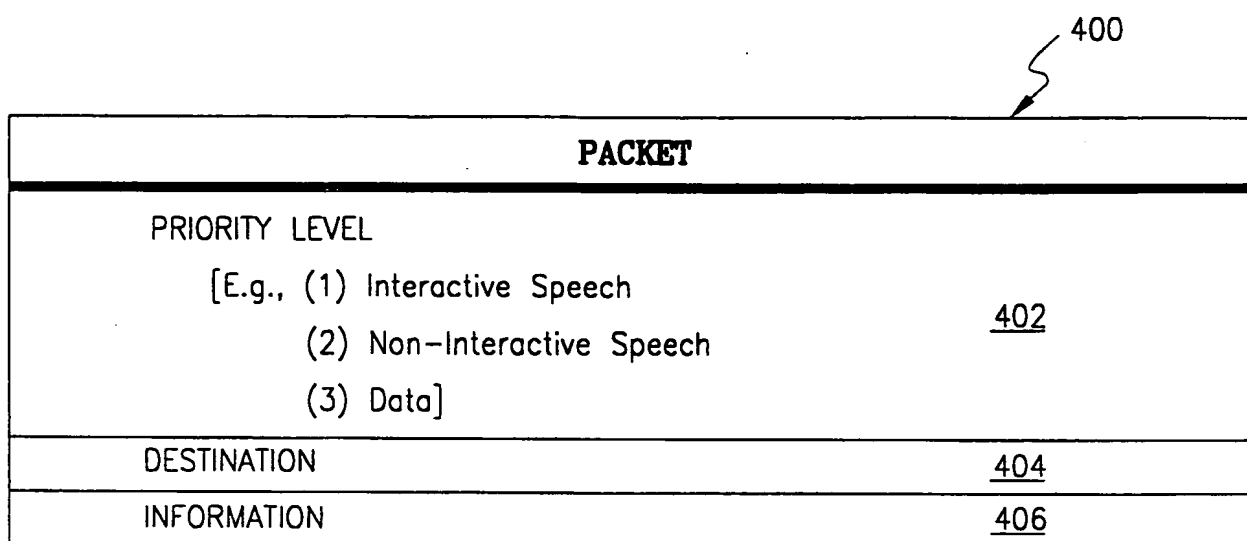 400
PACKET
PRIORITY LEVEL
[E.g., (1) Interactive Speech
(2) Non-Interactive Speech
(3) Data]
402
DESTINATION 404
INFORMATION 406